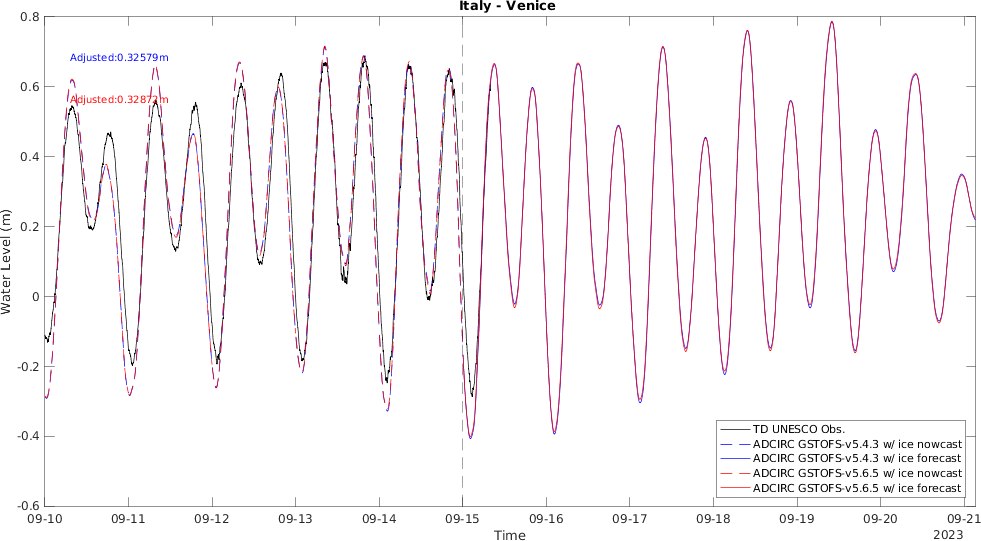 Italy - Venice
0.8
0.6
0.4
0.2
0
-0.2
-0.4
-0.6
Water Level (m)
Adjusted:0.32579m
Adjusted:0.32873m
TD UNESCO Obs.
ADCIRC GSTOFS-v5.4.3 w/ ice nowcast
ADCIRC GSTOFS-v5.4.3 w/ ice forecast
ADCIRC GSTOFS-v5.6.5 w/ ice nowcast
ADCIRC GSTOFS-v5.6.5 w/ ice forecast
09-10 09-11 09-12 09-13 09-14 09-15 09-16 09-17 09-18 09-19 09-20 09-21
2023
Time